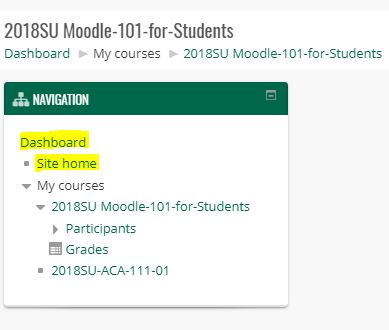 2018SU Moodle-101-for-Students
Dashboard ► My courses ► 2018SU Moodle-101-for-Students
NAVIGATION
Dashboard
Site home
My courses
2018SU Moodle-101-for-Students
Participants
Grades
2018SU-ACA-111-01